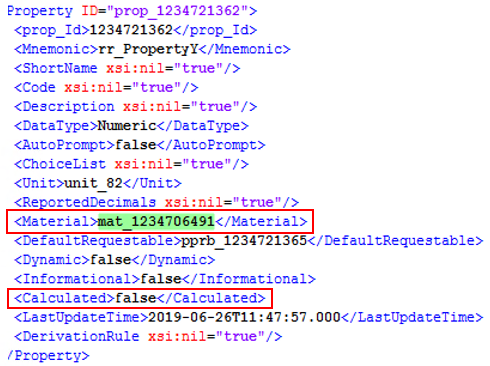 Property ID="prop_1234721362">
<prop_Id>1234721362</prop_Id>
<Mnemonic>rr_PropertyY</Mnemonic>
<ShortName xsi:nil="true"/>
<Code xsi:nil="true"/>
<Description xsi:nil="true"/>
<DataType>Numeric</DataType>
<AutoPrompt>false</AutoPrompt>
<ChoiceList xsi:nil="true"/>
<Unit>unit_82</Unit>
<ReportedDecimals xsi:nil="true"/>
<Material>mat_1234706491</Material>
<DefaultRequestable>pprb_1234721365</DefaultRequestable>
<Dynamic>false</Dynamic>
<Informational>false</Informational>
<Calculated>false</Calculated>
<LastUpdateTime>2019-06-26T11:47:57.000</LastUpdateTime>
<DerivationRule xsi:nil="true"/>
/Property>